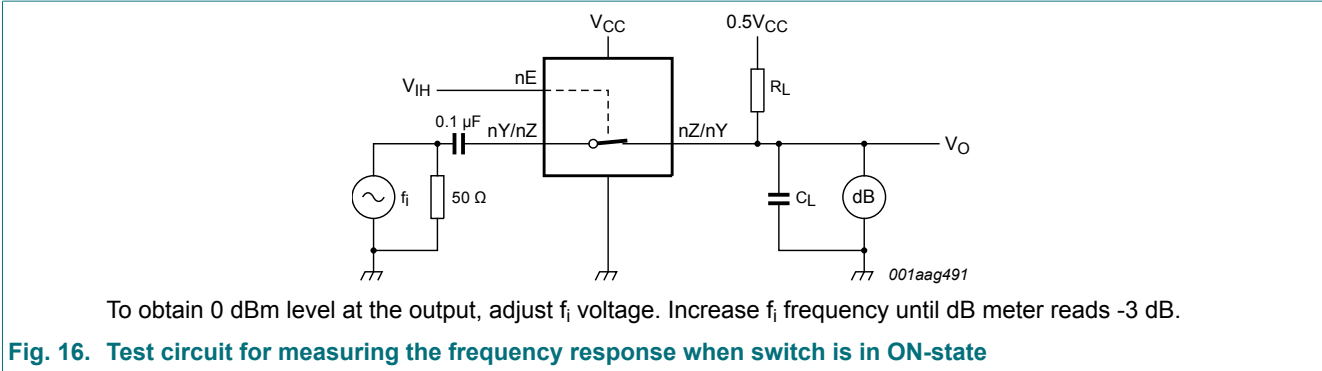 VCC
0.5VCC
nE
VIH
RL
0.1 µF
nY/nZ
nZ/nY
VO
fi
50 Ω
CL
dB
001aag491
To obtain 0 dBm level at the output, adjust fi voltage. Increase fi frequency until dB meter reads -3 dB.
Fig. 16. Test circuit for measuring the frequency response when switch is in ON-state